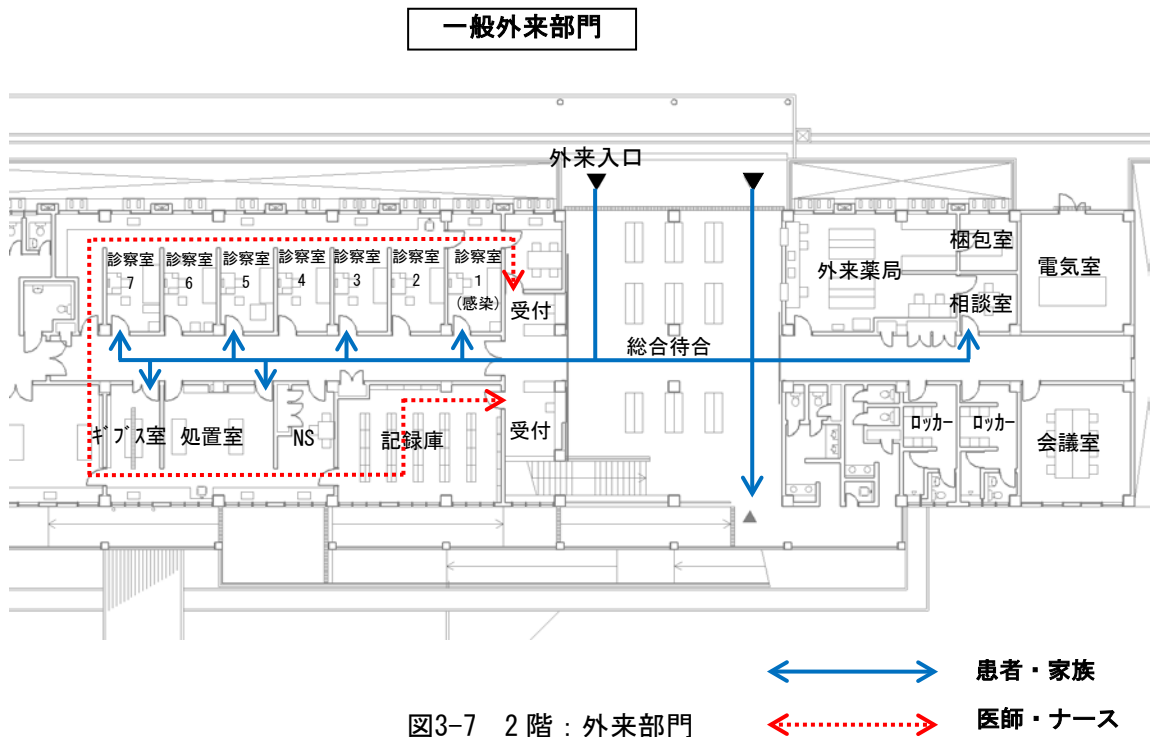 一般外来部門
外来入口
診察室
7
診察室
6
診察室
5
診察室
4
診察室
3
診察室
2
診察室
1
(感染)
受付
外来薬局
梱包室
相談室
電気室
総合待合
ギプス室
処置室
NS
記録庫
受付
ロッカー
ロッカー
会議室
患者・家族
医師・ナース
図3-7 2階：外来部門